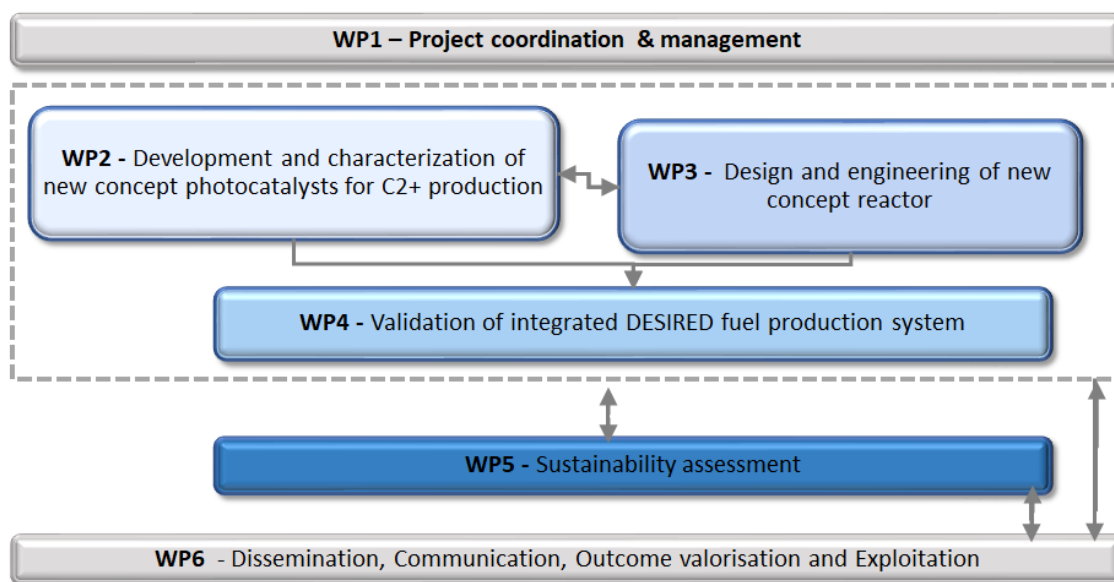 WP1 – Project coordination & management
WP2 - Development and characterization of
new concept photocatalysts for C2+ production
WP3 - Design and engineering of new
concept reactor
WP4 - Validation of integrated DESIRED fuel production system
WP5 - Sustainability assessment
WP6 - Dissemination, Communication, Outcome valorisation and Exploitation